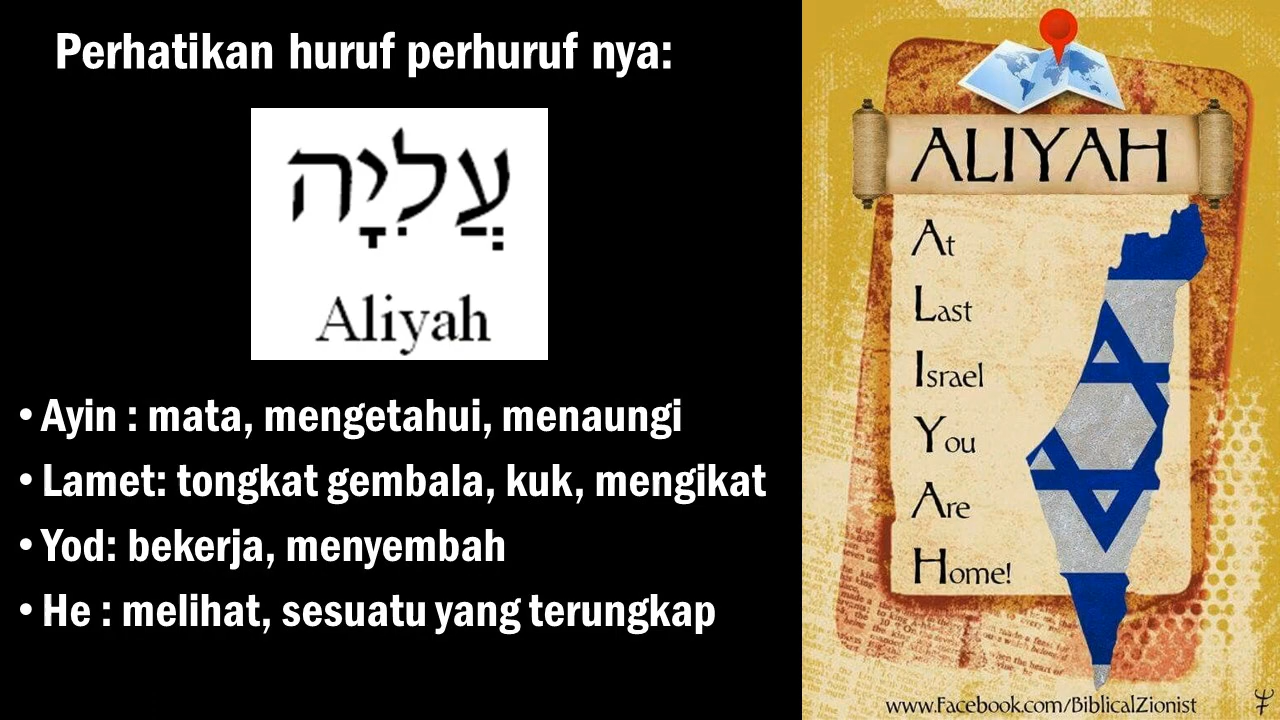 Perhatikan huruf perhuruf nya:
עֲלִיָּה
Aliyah
• Ayin : mata, mengetahui, menaungi
• Lamet: tongkat gembala, kuk, mengikat
• Yod: bekerja, menyembah
• He : melihat, sesuatu yang terungkap
ALIYAH
At
Last
Israel
You
Are
Home!
www.Facebook.com/BiblicalZionist